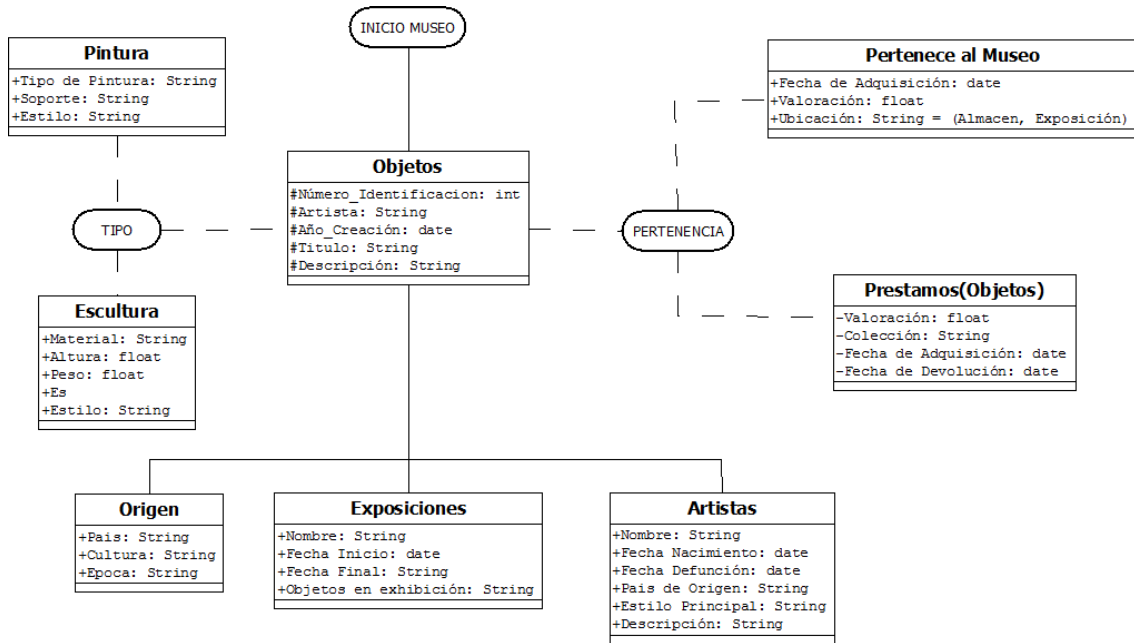 INICIO MUSEO
Pintura
+Tipo de Pintura: String
+Soporte: String
+Estilo: String
Pertenece al Museo
+Fecha de Adquisición: date
+Valoración: float
+Ubicación: String = (Almacen, Exposición)
Objetos
#Número_Identificacion: int
#Artista: String
#Año_Creación: date
#Titulo: String
#Descripción: String
TIPO
PERTENENCIA
Escultura
+Material: String
+Altura: float
+Peso: float
+Es
+Estilo: String
Prestamos(Objetos)
-Valoración: float
-Colección: String
-Fecha de Adquisición: date
-Fecha de Devolución: date
Origen
+Pais: String
+Cultura: String
+Epoca: String
Exposiciones
+Nombre: String
+Fecha Inicio: date
+Fecha Final: String
+Objetos en exhibición: String
Artistas
+Nombre: String
+Fecha Nacimiento: date
+Fecha Defunción: date
+Pais de Origen: String
+Estilo Principal: String
+Descripción: String